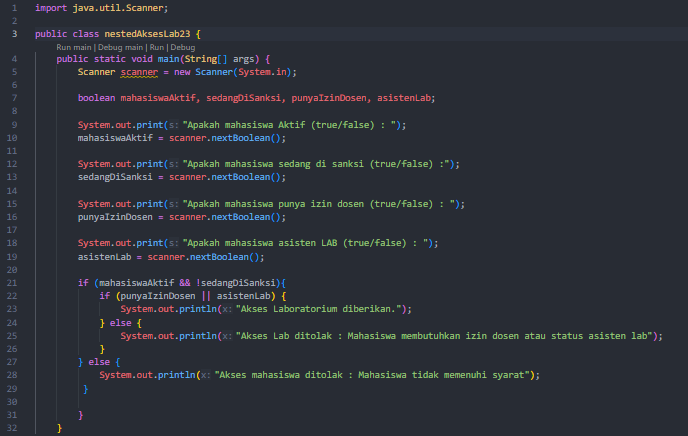 1 import java.util.Scanner;
2
3 public class nestedAksesLab23 {
Run main | Debug main | Run | Debug
4 public static void main(String[] args) {
5 Scanner scanner = new Scanner(System.in);
6
7 boolean mahasiswaAktif, sedangDiSanksi, punyaIzinDosen, asistenLab;
8
9 System.out.print(s: "Apakah mahasiswa Aktif (true/false) : ");
10 mahasiswaAktif = scanner.nextBoolean();
11
12 System.out.print(s: "Apakah mahasiswa sedang di sanksi (true/false) :");
13 sedangDiSanksi = scanner.nextBoolean();
14
15 System.out.print(s: "Apakah mahasiswa punya izin dosen (true/false) : ");
16 punyaIzinDosen = scanner.nextBoolean();
17
18 System.out.print(s: "Apakah mahasiswa asisten LAB (true/false) : ");
19 asistenLab = scanner.nextBoolean();
20
21 if (mahasiswaAktif && !sedangDiSanksi){
22 if (punyaIzinDosen || asistenLab) {
23 System.out.println(x: "Akses Laboratorium diberikan.");
24 } else {
25 System.out.println(x: "Akses Lab ditolak : Mahasiswa membutuhkan izin dosen atau status asisten lab");
26 }
27 } else {
28 System.out.println(x: "Akses mahasiswa ditolak : Mahasiswa tidak memenuhi syarat");
29 }
30
31 }
32 }